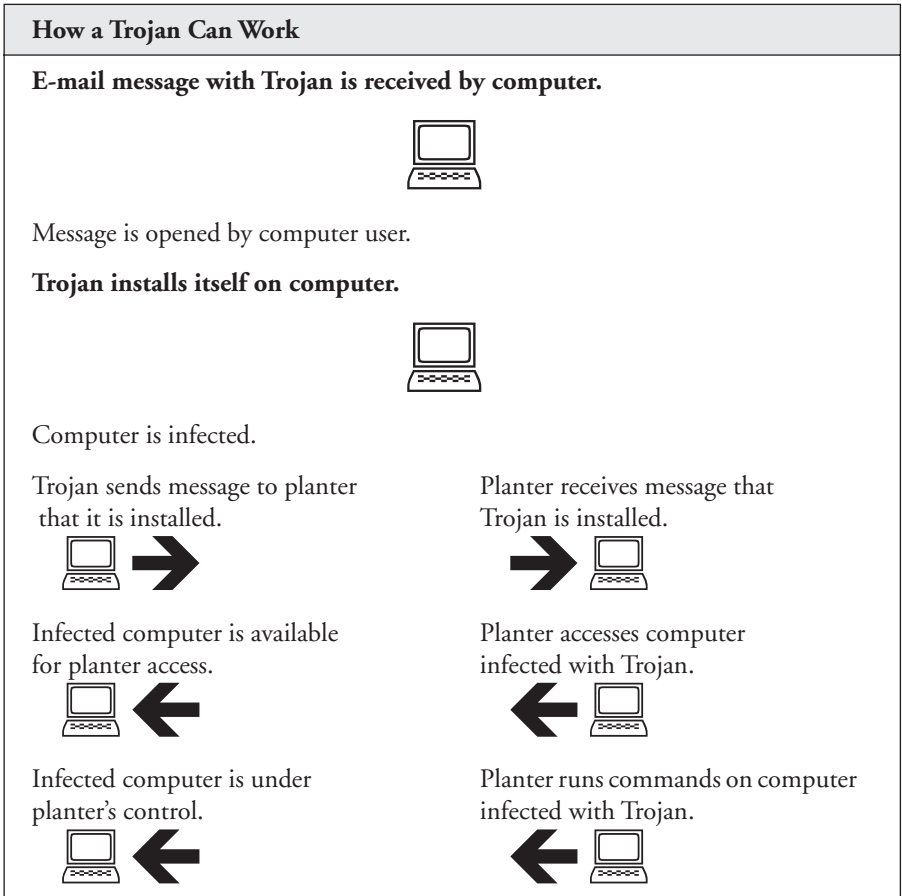 How a Trojan Can Work
E-mail message with Trojan is received by computer.
Message is opened by computer user.
Trojan installs itself on computer.
Computer is infected.
Trojan sends message to planter
that it is installed.
Planter receives message that
Trojan is installed.
Infected computer is available
for planter access.
Planter accesses computer
infected with Trojan.
Infected computer is under
planter’s control.
Planter runs commands on computer
infected with Trojan.